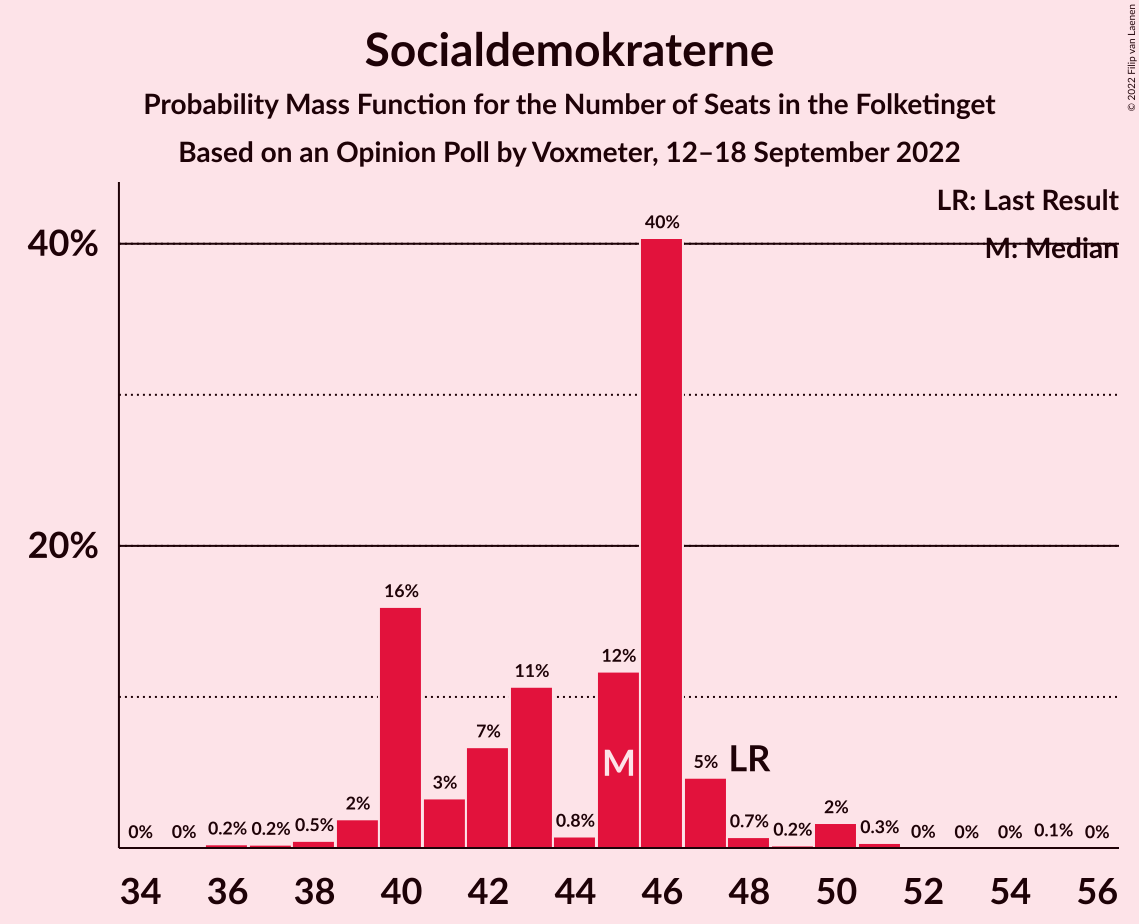 Socialdemokraterne
Probability Mass Function for the Number of Seats in the Folketinget
Based on an Opinion Poll by Voxmeter, 12–18 September 2022
© 2022 Filip van Laenen
LR: Last Result
M: Median
40%
20%
0%
0%
0.2%
0.2%
0.5%
2%
16%
3%
7%
11%
0.8%
12%
40%
5%
0.7%
0.2%
2%
0.3%
0%
0%
0%
0.1%
0%
M
LR
34 36 38 40 42 44 46 48 50 52 54 56